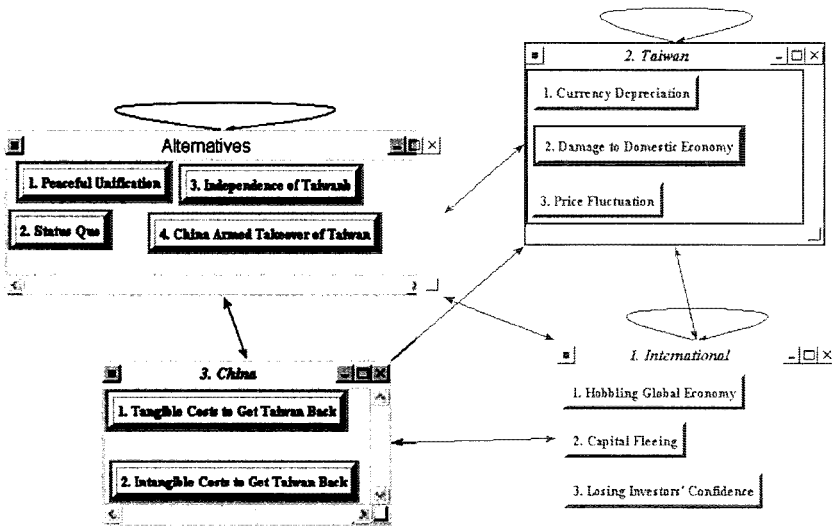 Alternatives
1. Peaceful Unification
3. Independence of Taiwanh
2. Status Quo
4. China Armed Takeover of Taiwan
2. Taiwan
1. Currency Depreciation
2. Damage to Domestic Economy
3. Price Fluctuation
3. China
1. Tangible Costs to Get Taiwan Back
2. Intangible Costs to Get Taiwan Back
1. International
1. Hobbling Global Economy
2. Capital Fleeing
3. Losing Investors' Confidence